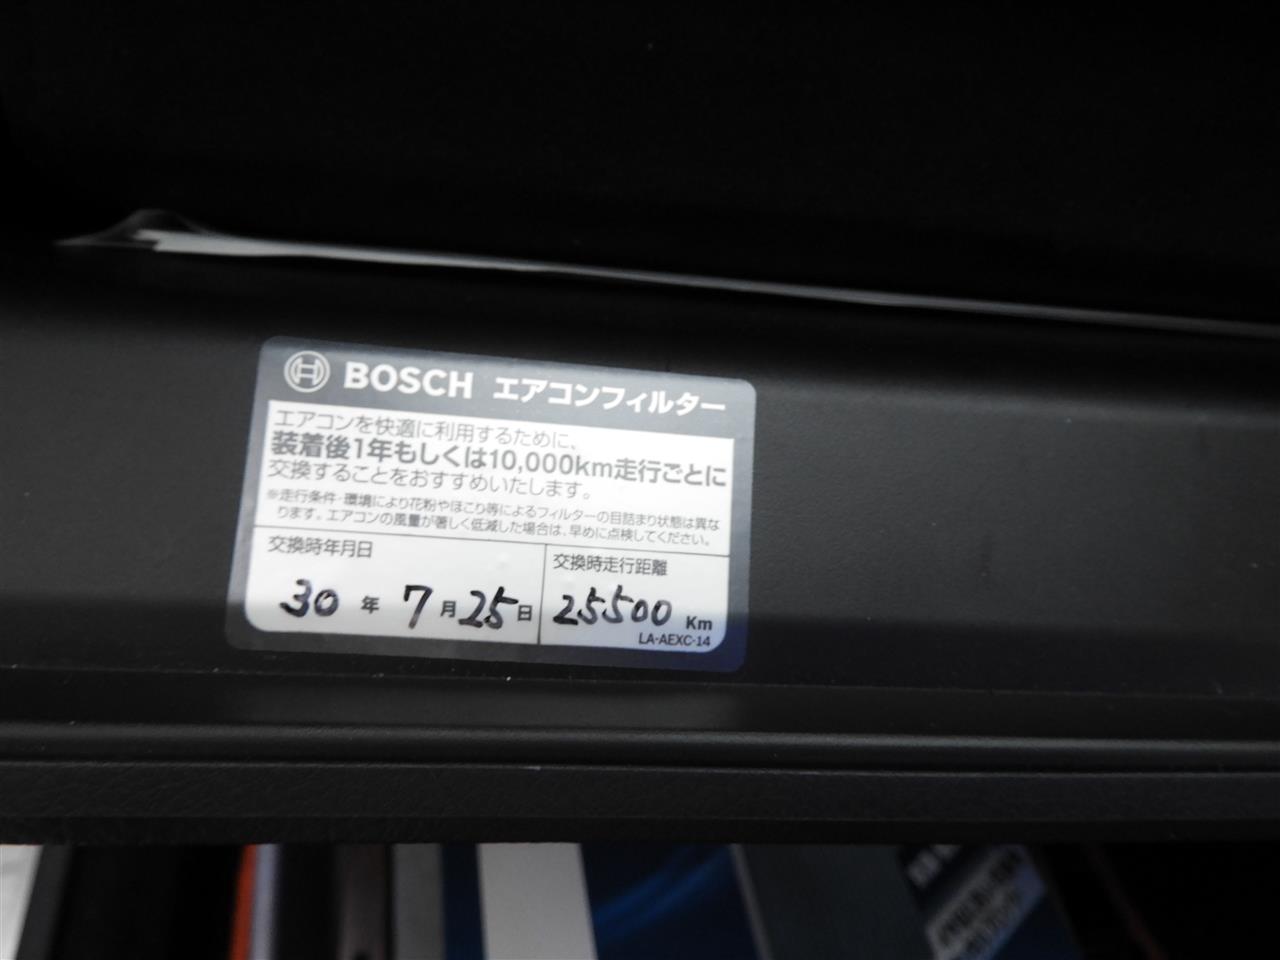 BOSCH エアコンフィルター
エアコンを快適に利用するために、
装着後1年もしくは10,000km走行ごとに
交換することをおすすめいたします。
※走行条件・環境により花粉やほこり等によるフィルターの目詰まり状態は異な
ります。エアコンの風量が著しく低減した場合は、早めに点検してください。
交換時年月日
30年 7月25日
交換時走行距離
25500 Km
LA-AEXC-14